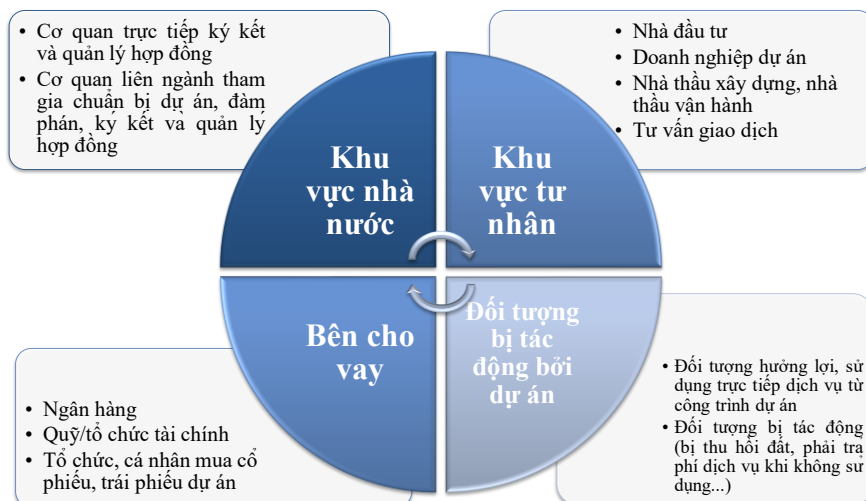 • Cơ quan trực tiếp ký kết
và quản lý hợp đồng
• Cơ quan liên ngành tham
gia chuẩn bị dự án, đàm
phán, ký kết và quản lý
hợp đồng
• Nhà đầu tư
• Doanh nghiệp dự án
• Nhà thầu xây dựng, nhà
thầu vận hành
• Tư vấn giao dịch
Khu
vực nhà
nước
Khu
vực tư
nhân
Bên cho
vay
Đối tượng
bị tác
động bởi
dự án
• Ngân hàng
• Quỹ/tổ chức tài chính
• Tổ chức, cá nhân mua cổ
phiếu, trái phiếu dự án
• Đối tượng hưởng lợi, sử
dụng trực tiếp dịch vụ từ
công trình dự án
• Đối tượng bị tác động
(bị thu hồi đất, phải trả
phí dịch vụ khi không sử
dụng...)